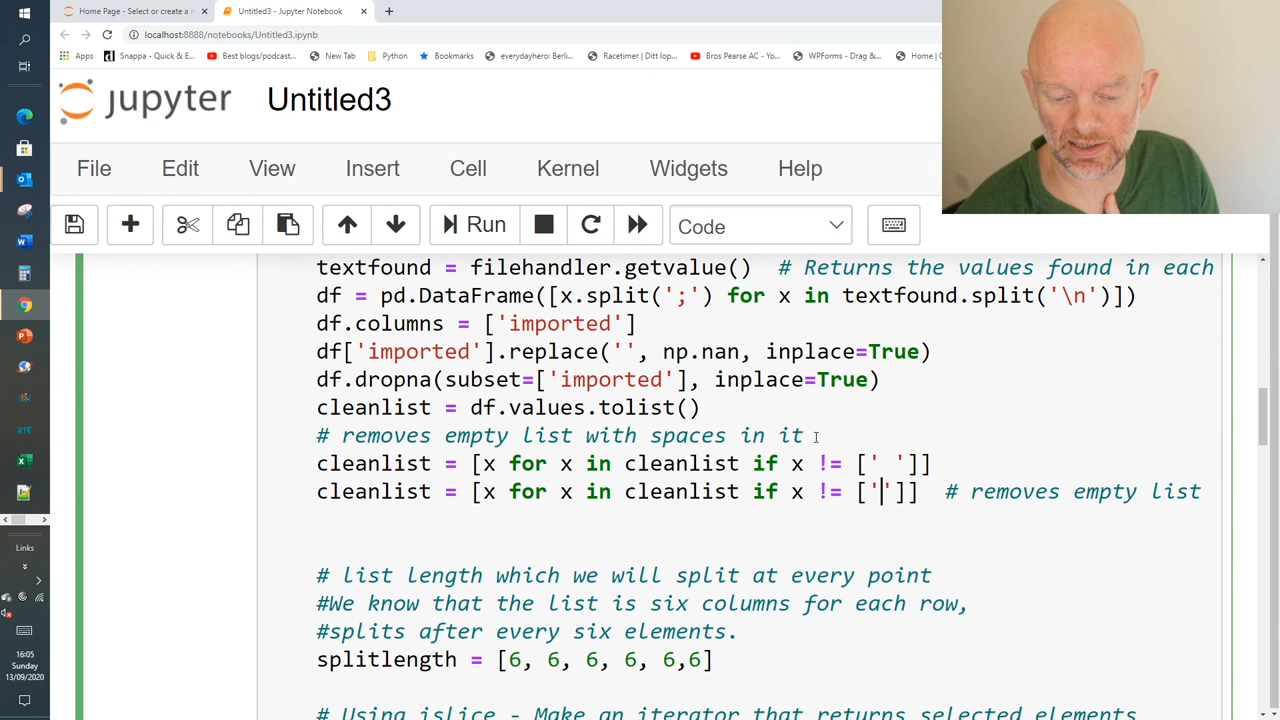 Home Page - Select or create a n
Untitled3 - Jupyter Notebook
localhost:8888/notebooks/Untitled3.ipynb
Apps
Snappa - Quick & E...
Best blogs/podcast...
New Tab
Python
Bookmarks
everydayhero: Berli...
Racetimer | Ditt lop...
Bros Pearse AC - Yo...
WPForms - Drag &...
Home | C
jupyter
Untitled3
File
Edit
View
Insert
Cell
Kernel
Widgets
Help
Run
Code
textfound = filehandler.getvalue()  # Returns the values found in each
df = pd.DataFrame([x.split(';') for x in textfound.split('\n')])
df.columns = ['imported']
df['imported'].replace('', np.nan, inplace=True)
df.dropna(subset=['imported'], inplace=True)
cleanlist = df.values.tolist()
# removes empty list with spaces in it
cleanlist = [x for x in cleanlist if x != [' ']]
cleanlist = [x for x in cleanlist if x != ['']]  # removes empty list
# list length which we will split at every point
#We know that the list is six columns for each row,
#splits after every six elements.
splitlength = [6, 6, 6, 6, 6,6]
# Using islice - Make an iterator that returns selected elements
Links
RTÉ
16:05
Sunday
13/09/2020